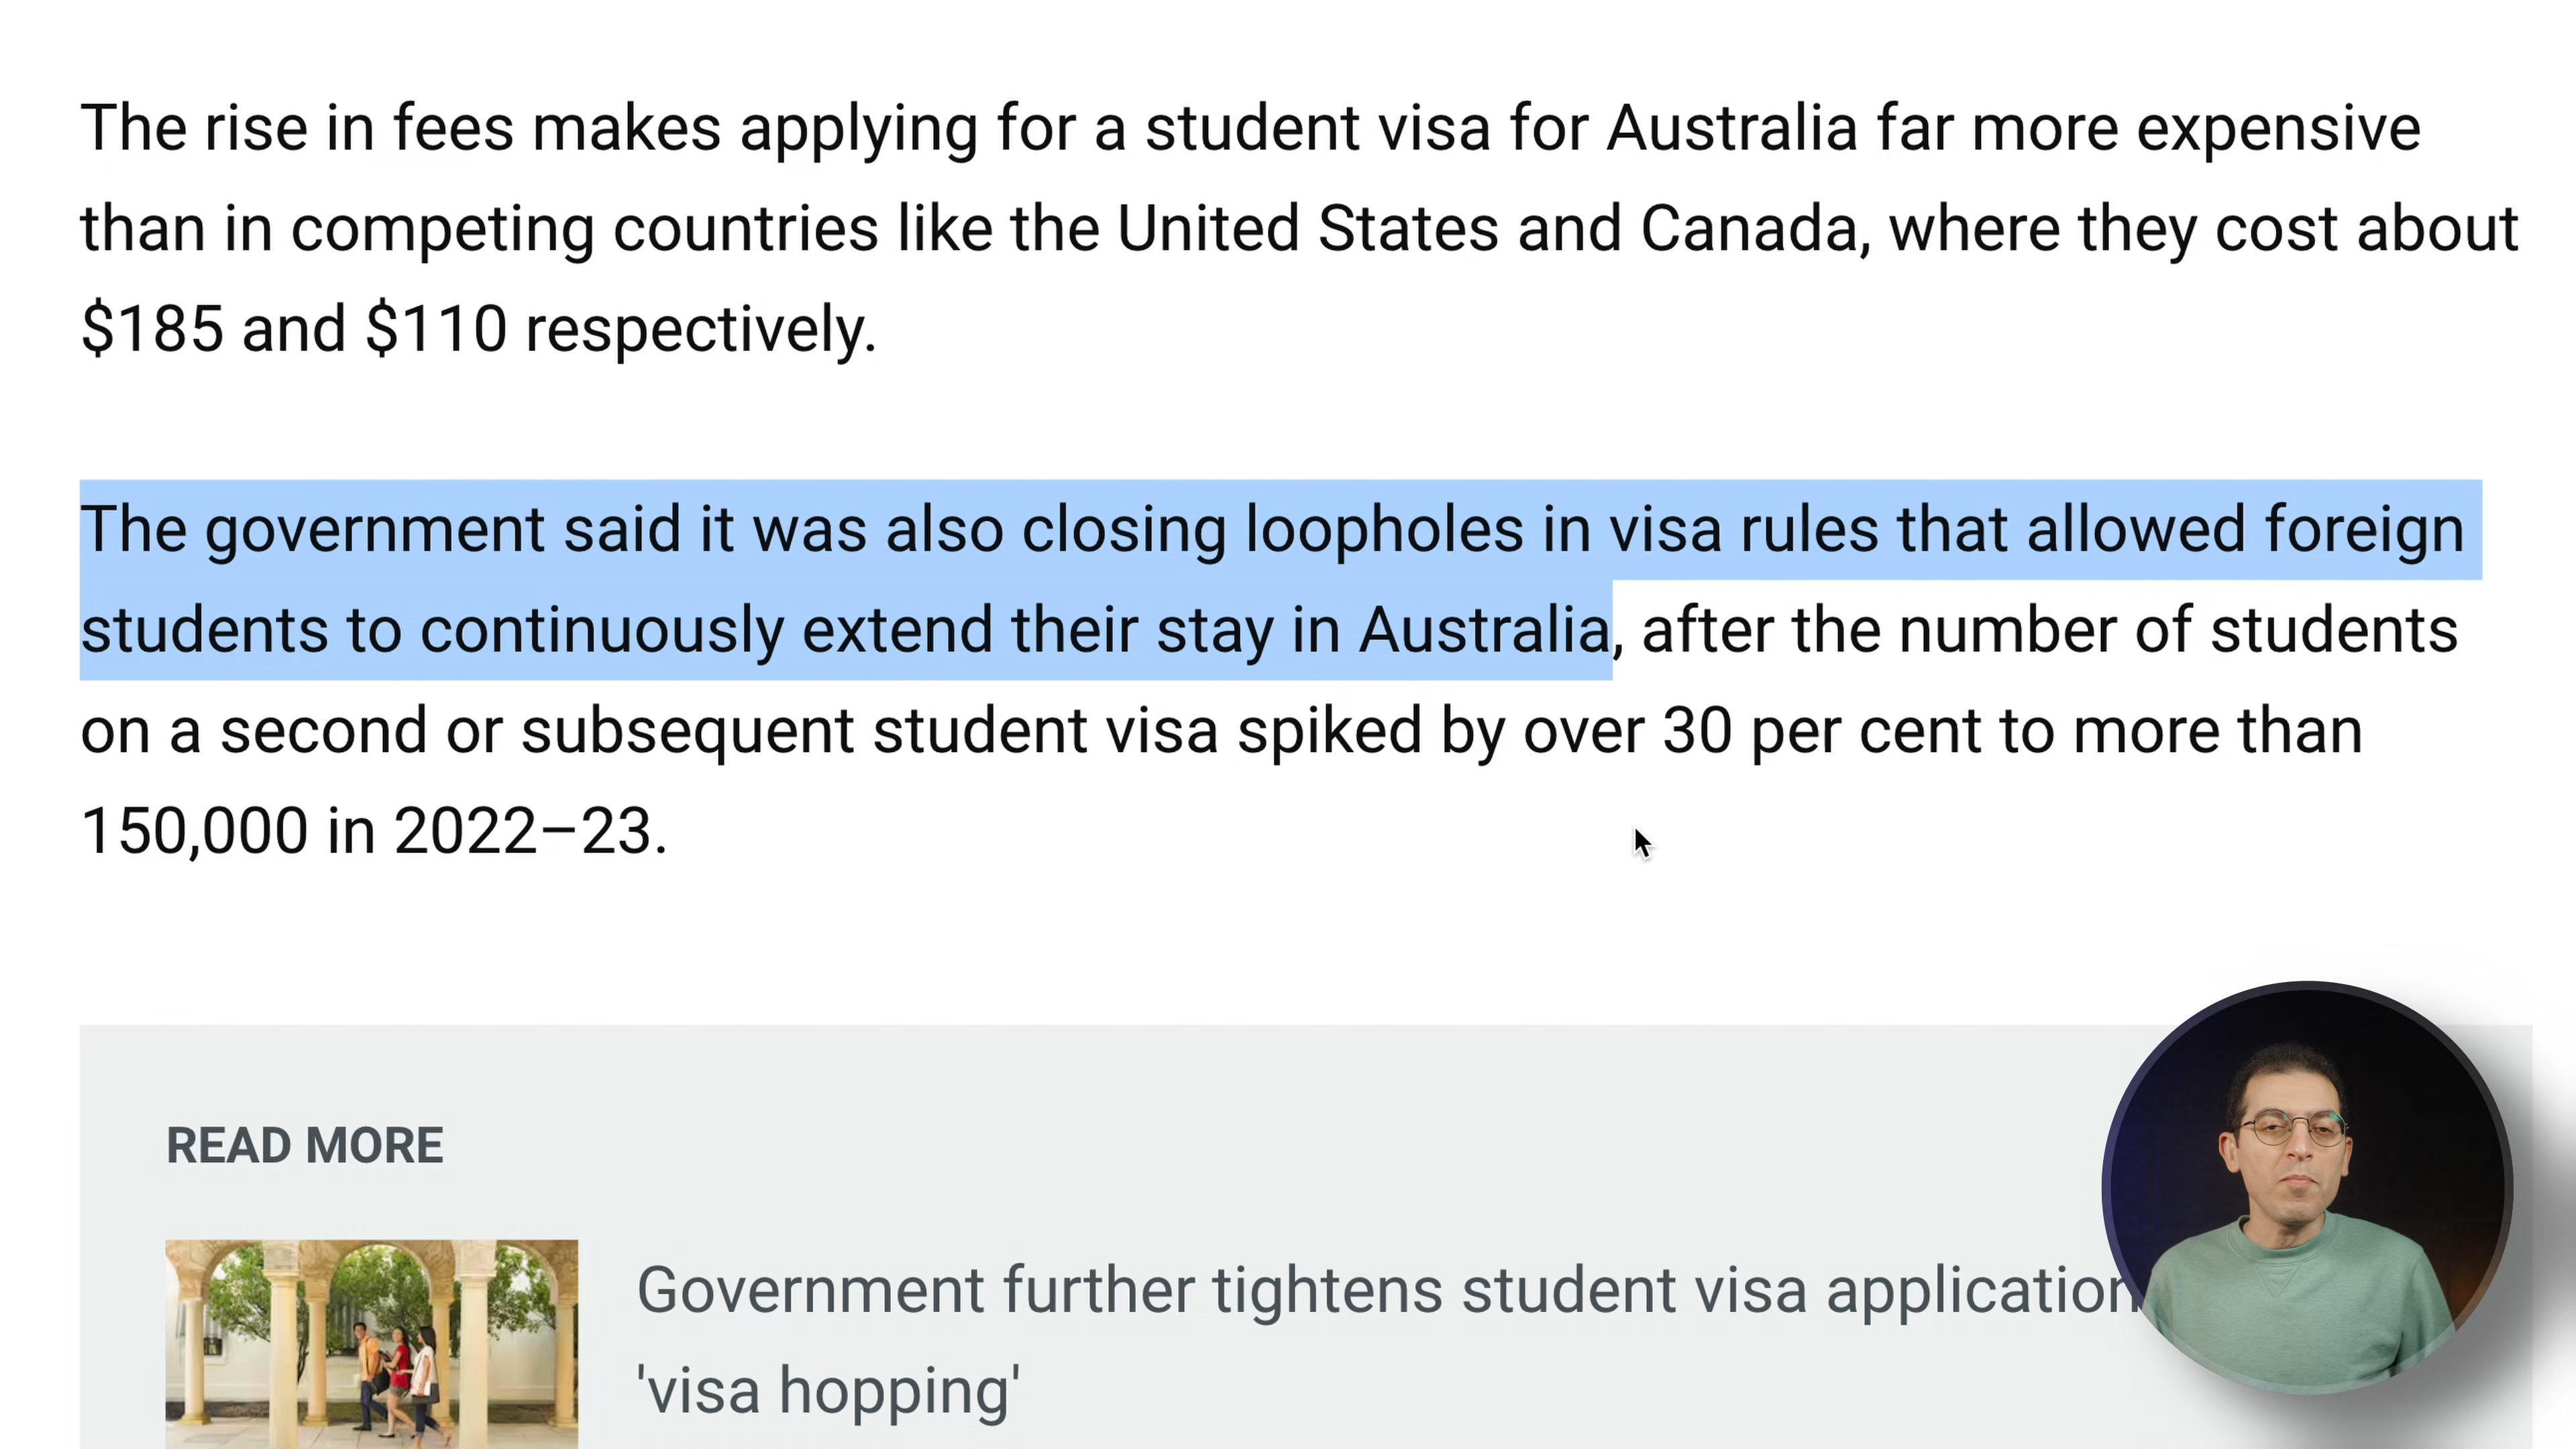 The rise in fees makes applying for a student visa for Australia far more expensive
than in competing countries like the United States and Canada, where they cost about
$185 and $110 respectively.
The government said it was also closing loopholes in visa rules that allowed foreign
students to continuously extend their stay in Australia, after the number of students
on a second or subsequent student visa spiked by over 30 per cent to more than
150,000 in 2022–23.
READ MORE
Government further tightens student visa application
'visa hopping'